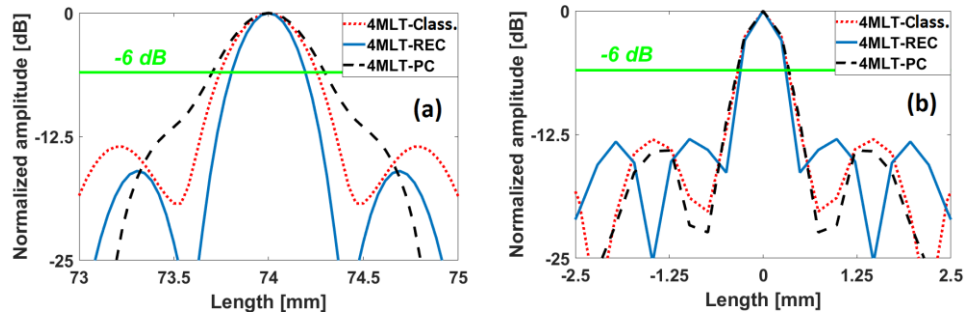 Normalized amplitude [dB]
0
-12.5
-25
-6 dB
4MLT-Class.
4MLT-REC
4MLT-PC
(a)
73
73.5
74
74.5
75
Length [mm]
Normalized amplitude [dB]
0
-12.5
-25
-6 dB
4MLT-Class.
4MLT-REC
4MLT-PC
(b)
-2.5
-1.25
0
1.25
2.5
Length [mm]